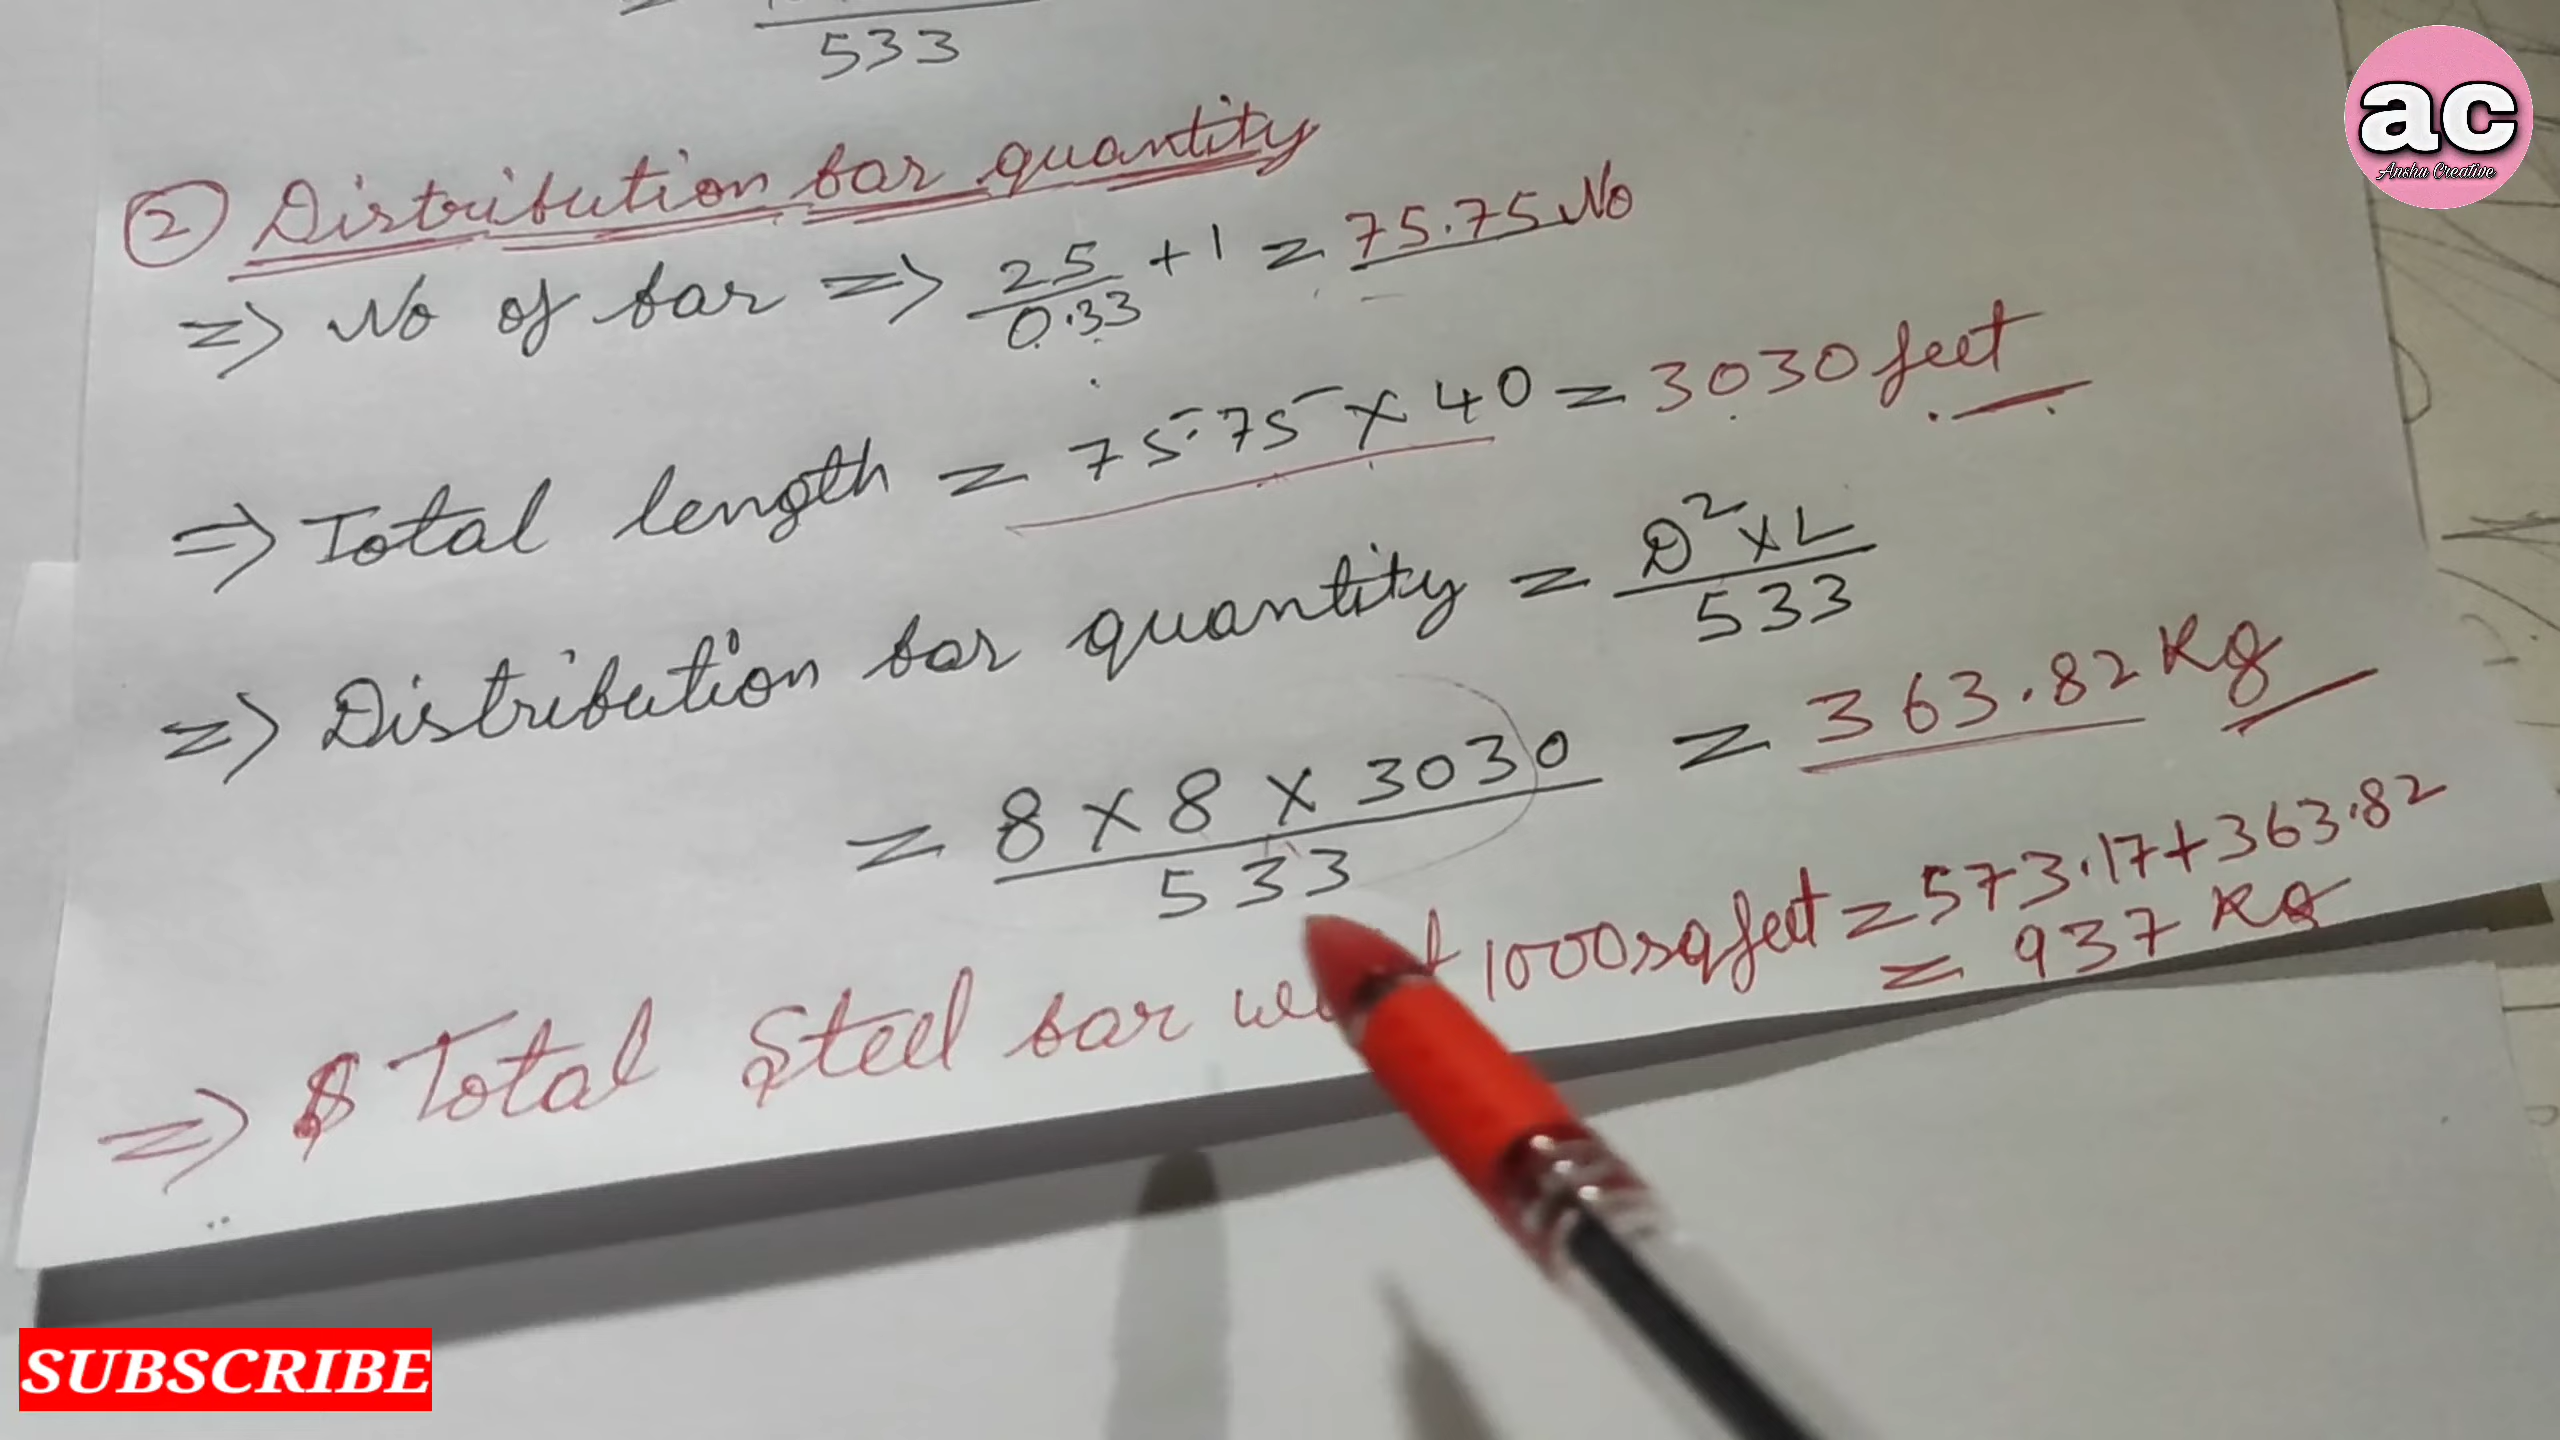 533
ac
Anshu Creative
② Distribution bar quantity
=> No of bar => 25/0.33 + 1 = 75.75 No
=> Total length = 75.75 × 40 = 3030 feet
=> Distribution bar quantity = D² × L / 533
= 8 × 8 × 3030 / 533 = 363.82 Kg
=> Total Steel bar 1000 sq feet = 573.17 + 363.82
= 937 Kg
SUBSCRIBE